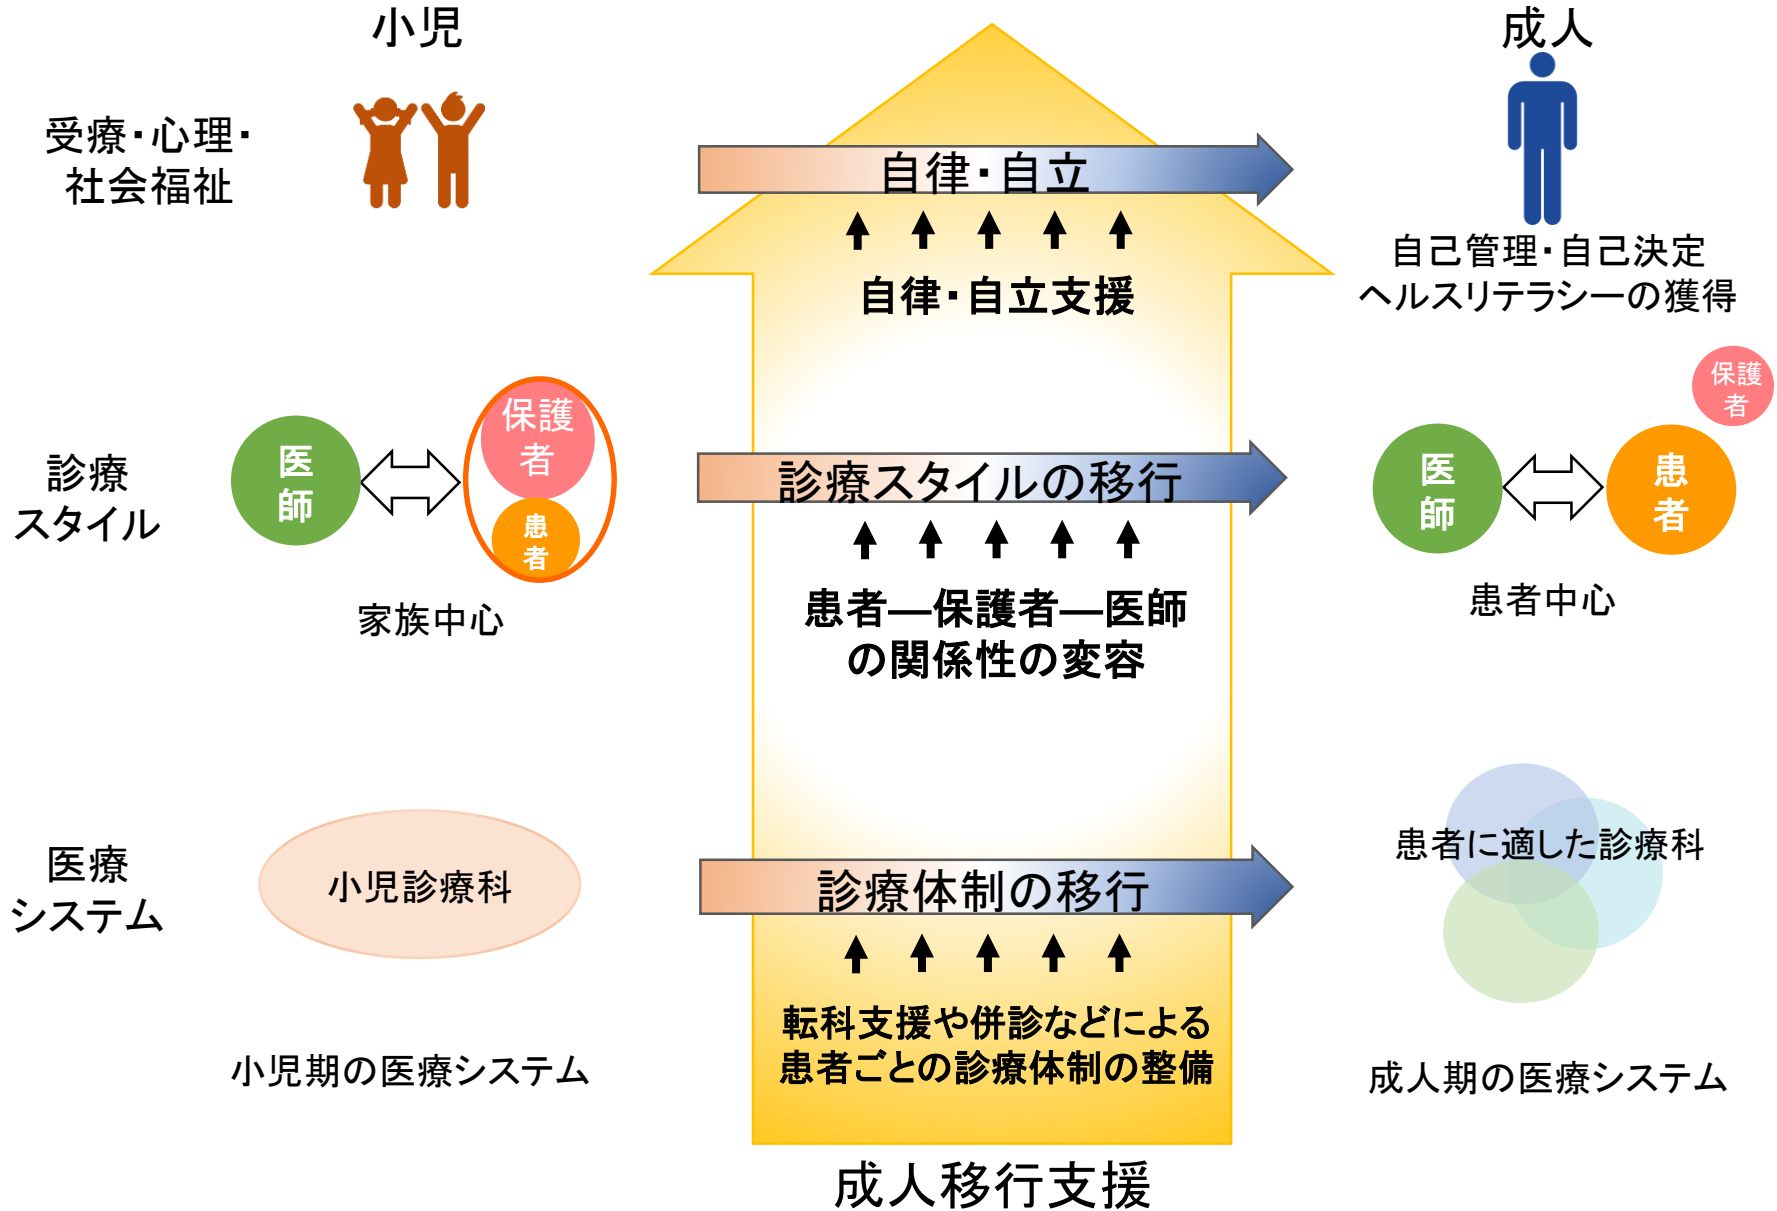 小児
成人
受療・心理・
社会福祉
自律・自立
自律・自立支援
自己管理・自己決定
ヘルスリテラシーの獲得
診療
スタイル
医
師
保護
者
患
者
家族中心
診療スタイルの移行
患者―保護者―医師
の関係性の変容
医
師
患
者
保護
者
患者中心
医療
システム
小児診療科
小児期の医療システム
診療体制の移行
転科支援や併診などによる
患者ごとの診療体制の整備
患者に適した診療科
成人期の医療システム
成人移行支援